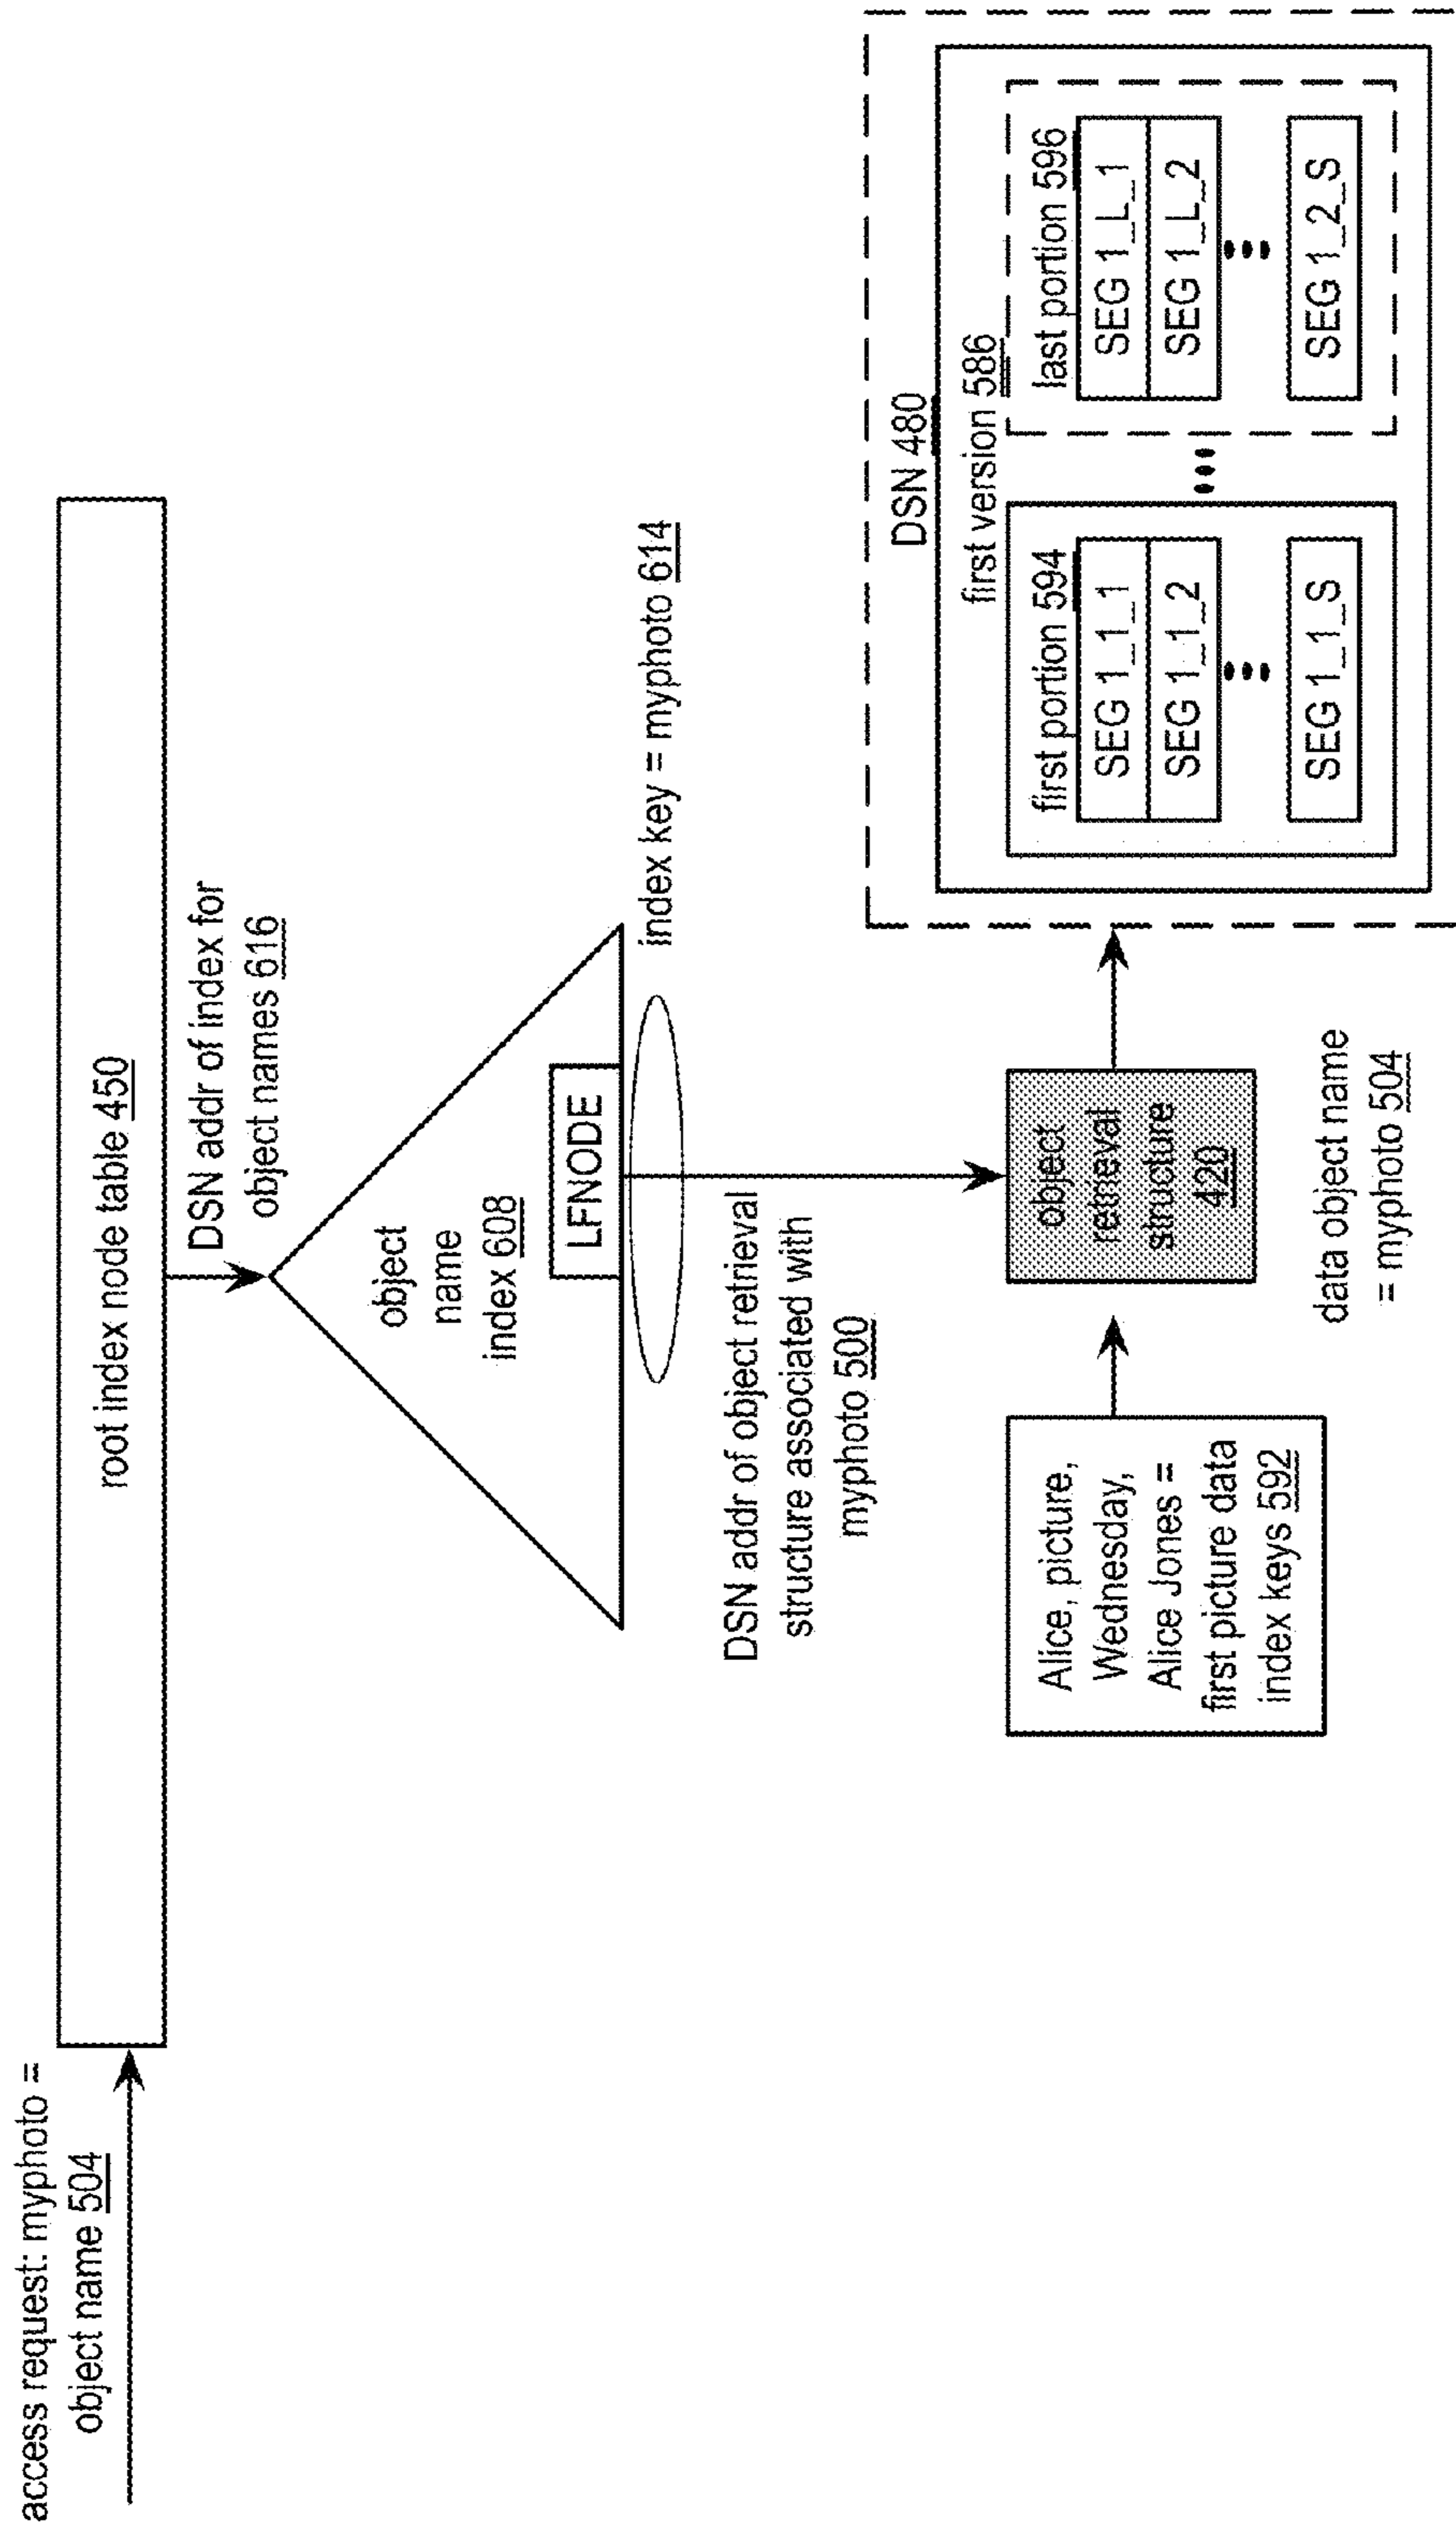 access request: myphoto =
object name 504
root index node table 450
DSN addr of index for
object names 616
object
name
index 608
LFNODE
index key = myphoto 614
DSN addr of object retrieval
structure associated with
myphoto 500
Alice, picture,
Wednesday,
Alice Jones =
first picture data
index keys 592
object
retrieval
structure
420
data object name
= myphoto 504
DSN 480
first version 586
first portion 594
SEG 1_1_1
SEG 1_1_2
SEG 1_1_S
last portion 596
SEG 1_L_1
SEG 1_L_2
SEG 1_2_S